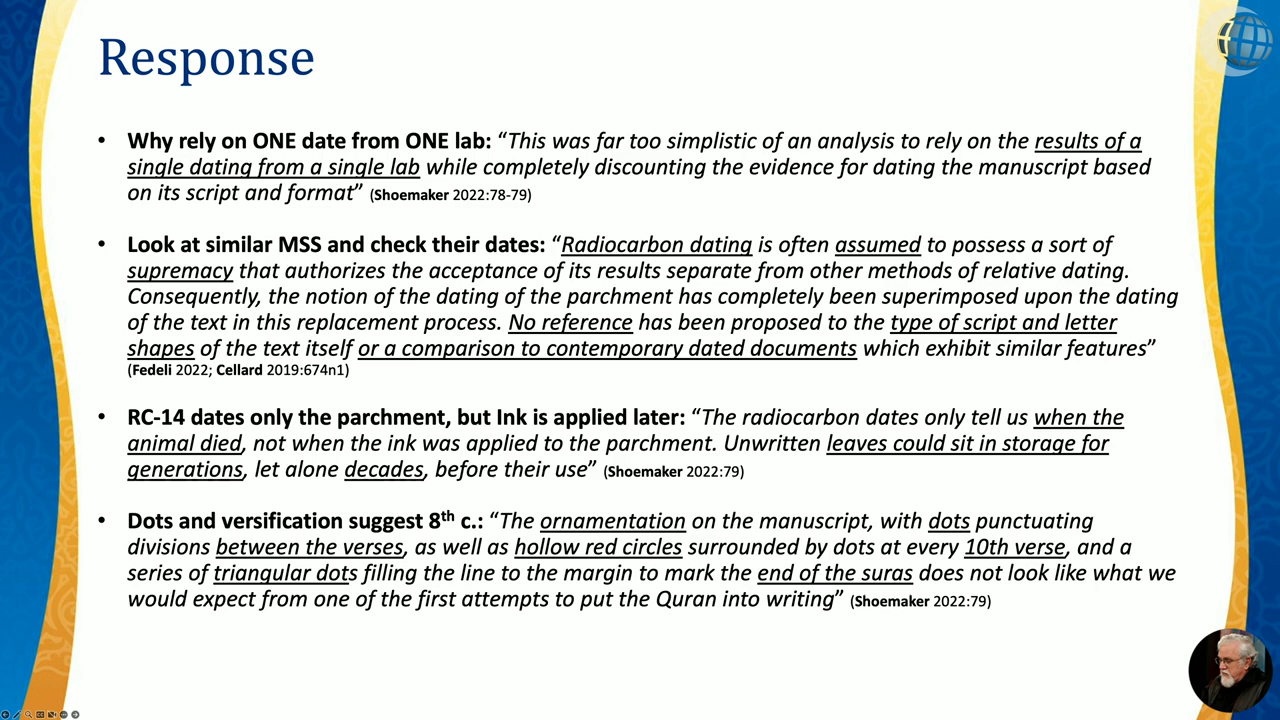 Response
• Why rely on ONE date from ONE lab: “This was far too simplistic of an analysis to rely on the results of a
single dating from a single lab while completely discounting the evidence for dating the manuscript based
on its script and format” (Shoemaker 2022:78-79)
• Look at similar MSS and check their dates: “Radiocarbon dating is often assumed to possess a sort of
supremacy that authorizes the acceptance of its results separate from other methods of relative dating.
Consequently, the notion of the dating of the parchment has completely been superimposed upon the dating
of the text in this replacement process. No reference has been proposed to the type of script and letter
shapes of the text itself or a comparison to contemporary dated documents which exhibit similar features”
(Fedeli 2022; Cellard 2019:674n1)
• RC-14 dates only the parchment, but Ink is applied later: “The radiocarbon dates only tell us when the
animal died, not when the ink was applied to the parchment. Unwritten leaves could sit in storage for
generations, let alone decades, before their use” (Shoemaker 2022:79)
• Dots and versification suggest 8th c.: “The ornamentation on the manuscript, with dots punctuating
divisions between the verses, as well as hollow red circles surrounded by dots at every 10th verse, and a
series of triangular dots filling the line to the margin to mark the end of the suras does not look like what we
would expect from one of the first attempts to put the Quran into writing” (Shoemaker 2022:79)